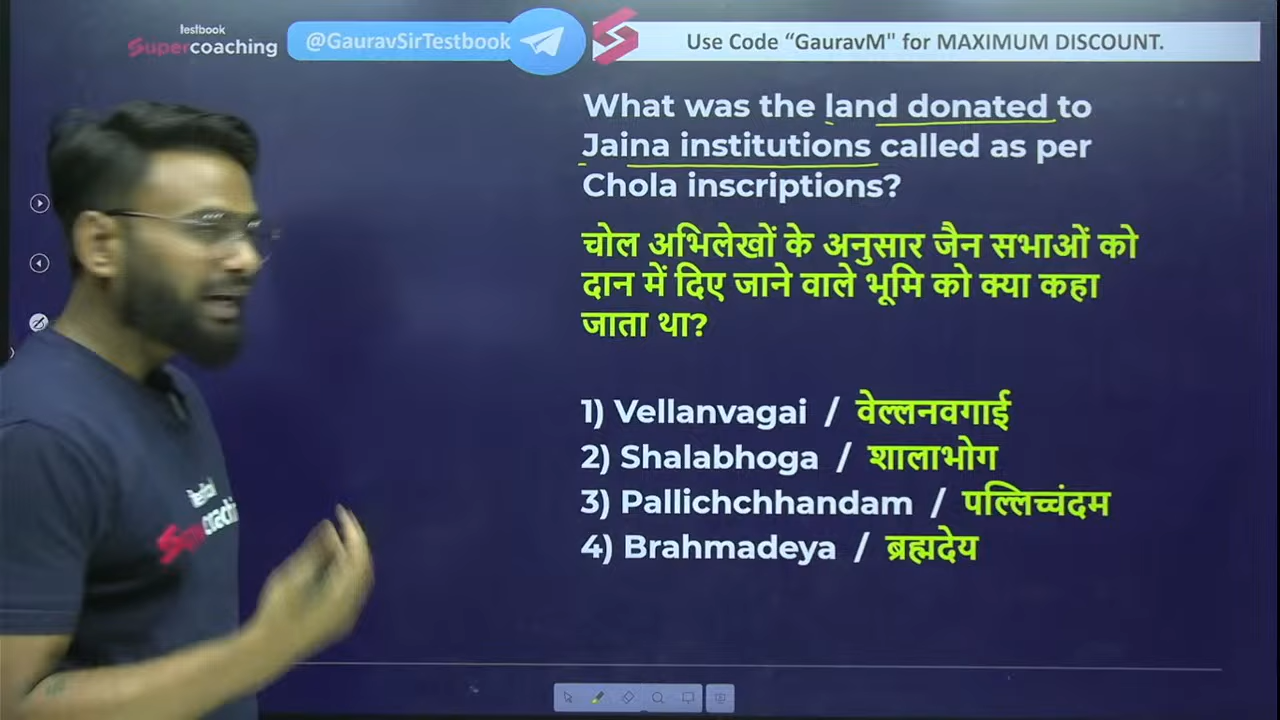 testbook
Supercoaching
@GauravSirTestbook
Use Code “GauravM" for MAXIMUM DISCOUNT.
What was the land donated to
Jaina institutions called as per
Chola inscriptions?
चोल अभिलेखों के अनुसार जैन सभाओं को
दान में दिए जाने वाले भूमि को क्या कहा
जाता था?
1) Vellanvagai / वेल्लनवगाई
2) Shalabhoga / शालाभोग
3) Pallichchhandam / पल्लिच्चंदम
4) Brahmadeya / ब्रह्मदेय